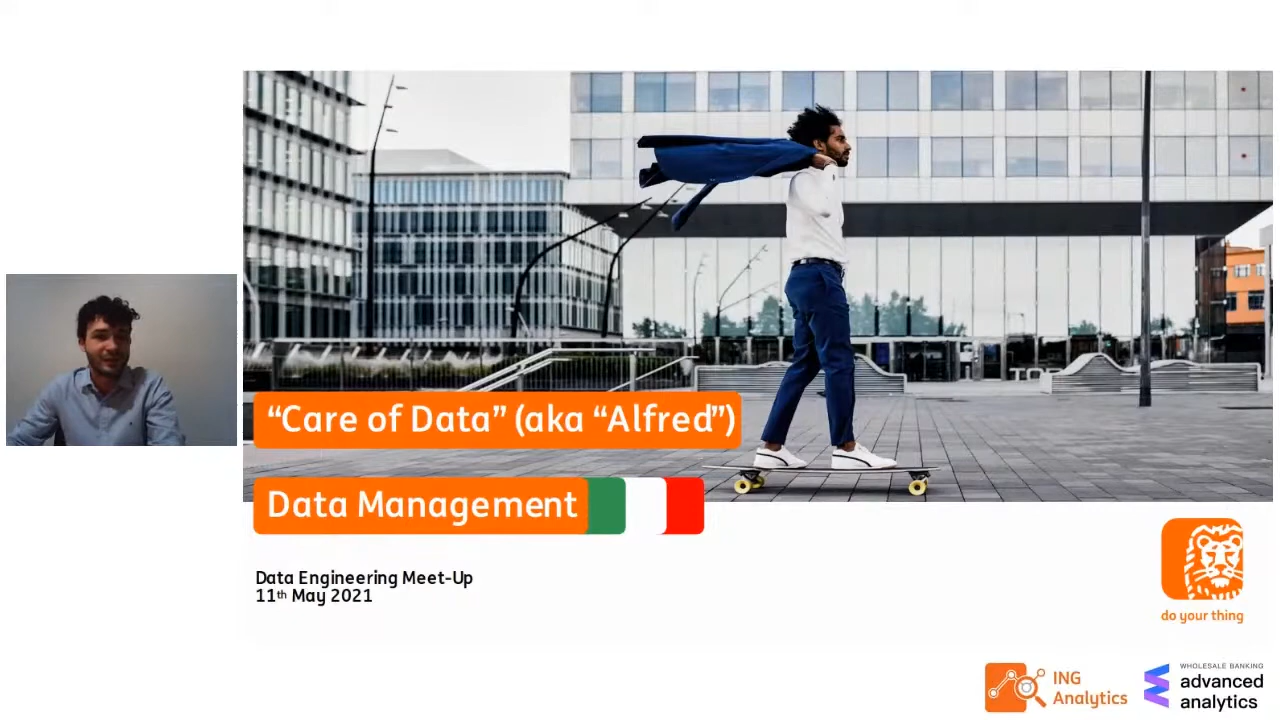 “Care of Data” (aka “Alfred”)
Data Management
Data Engineering Meet-Up
11th May 2021
do your thing
ING
Analytics
WHOLESALE BANKING
advanced
analytics